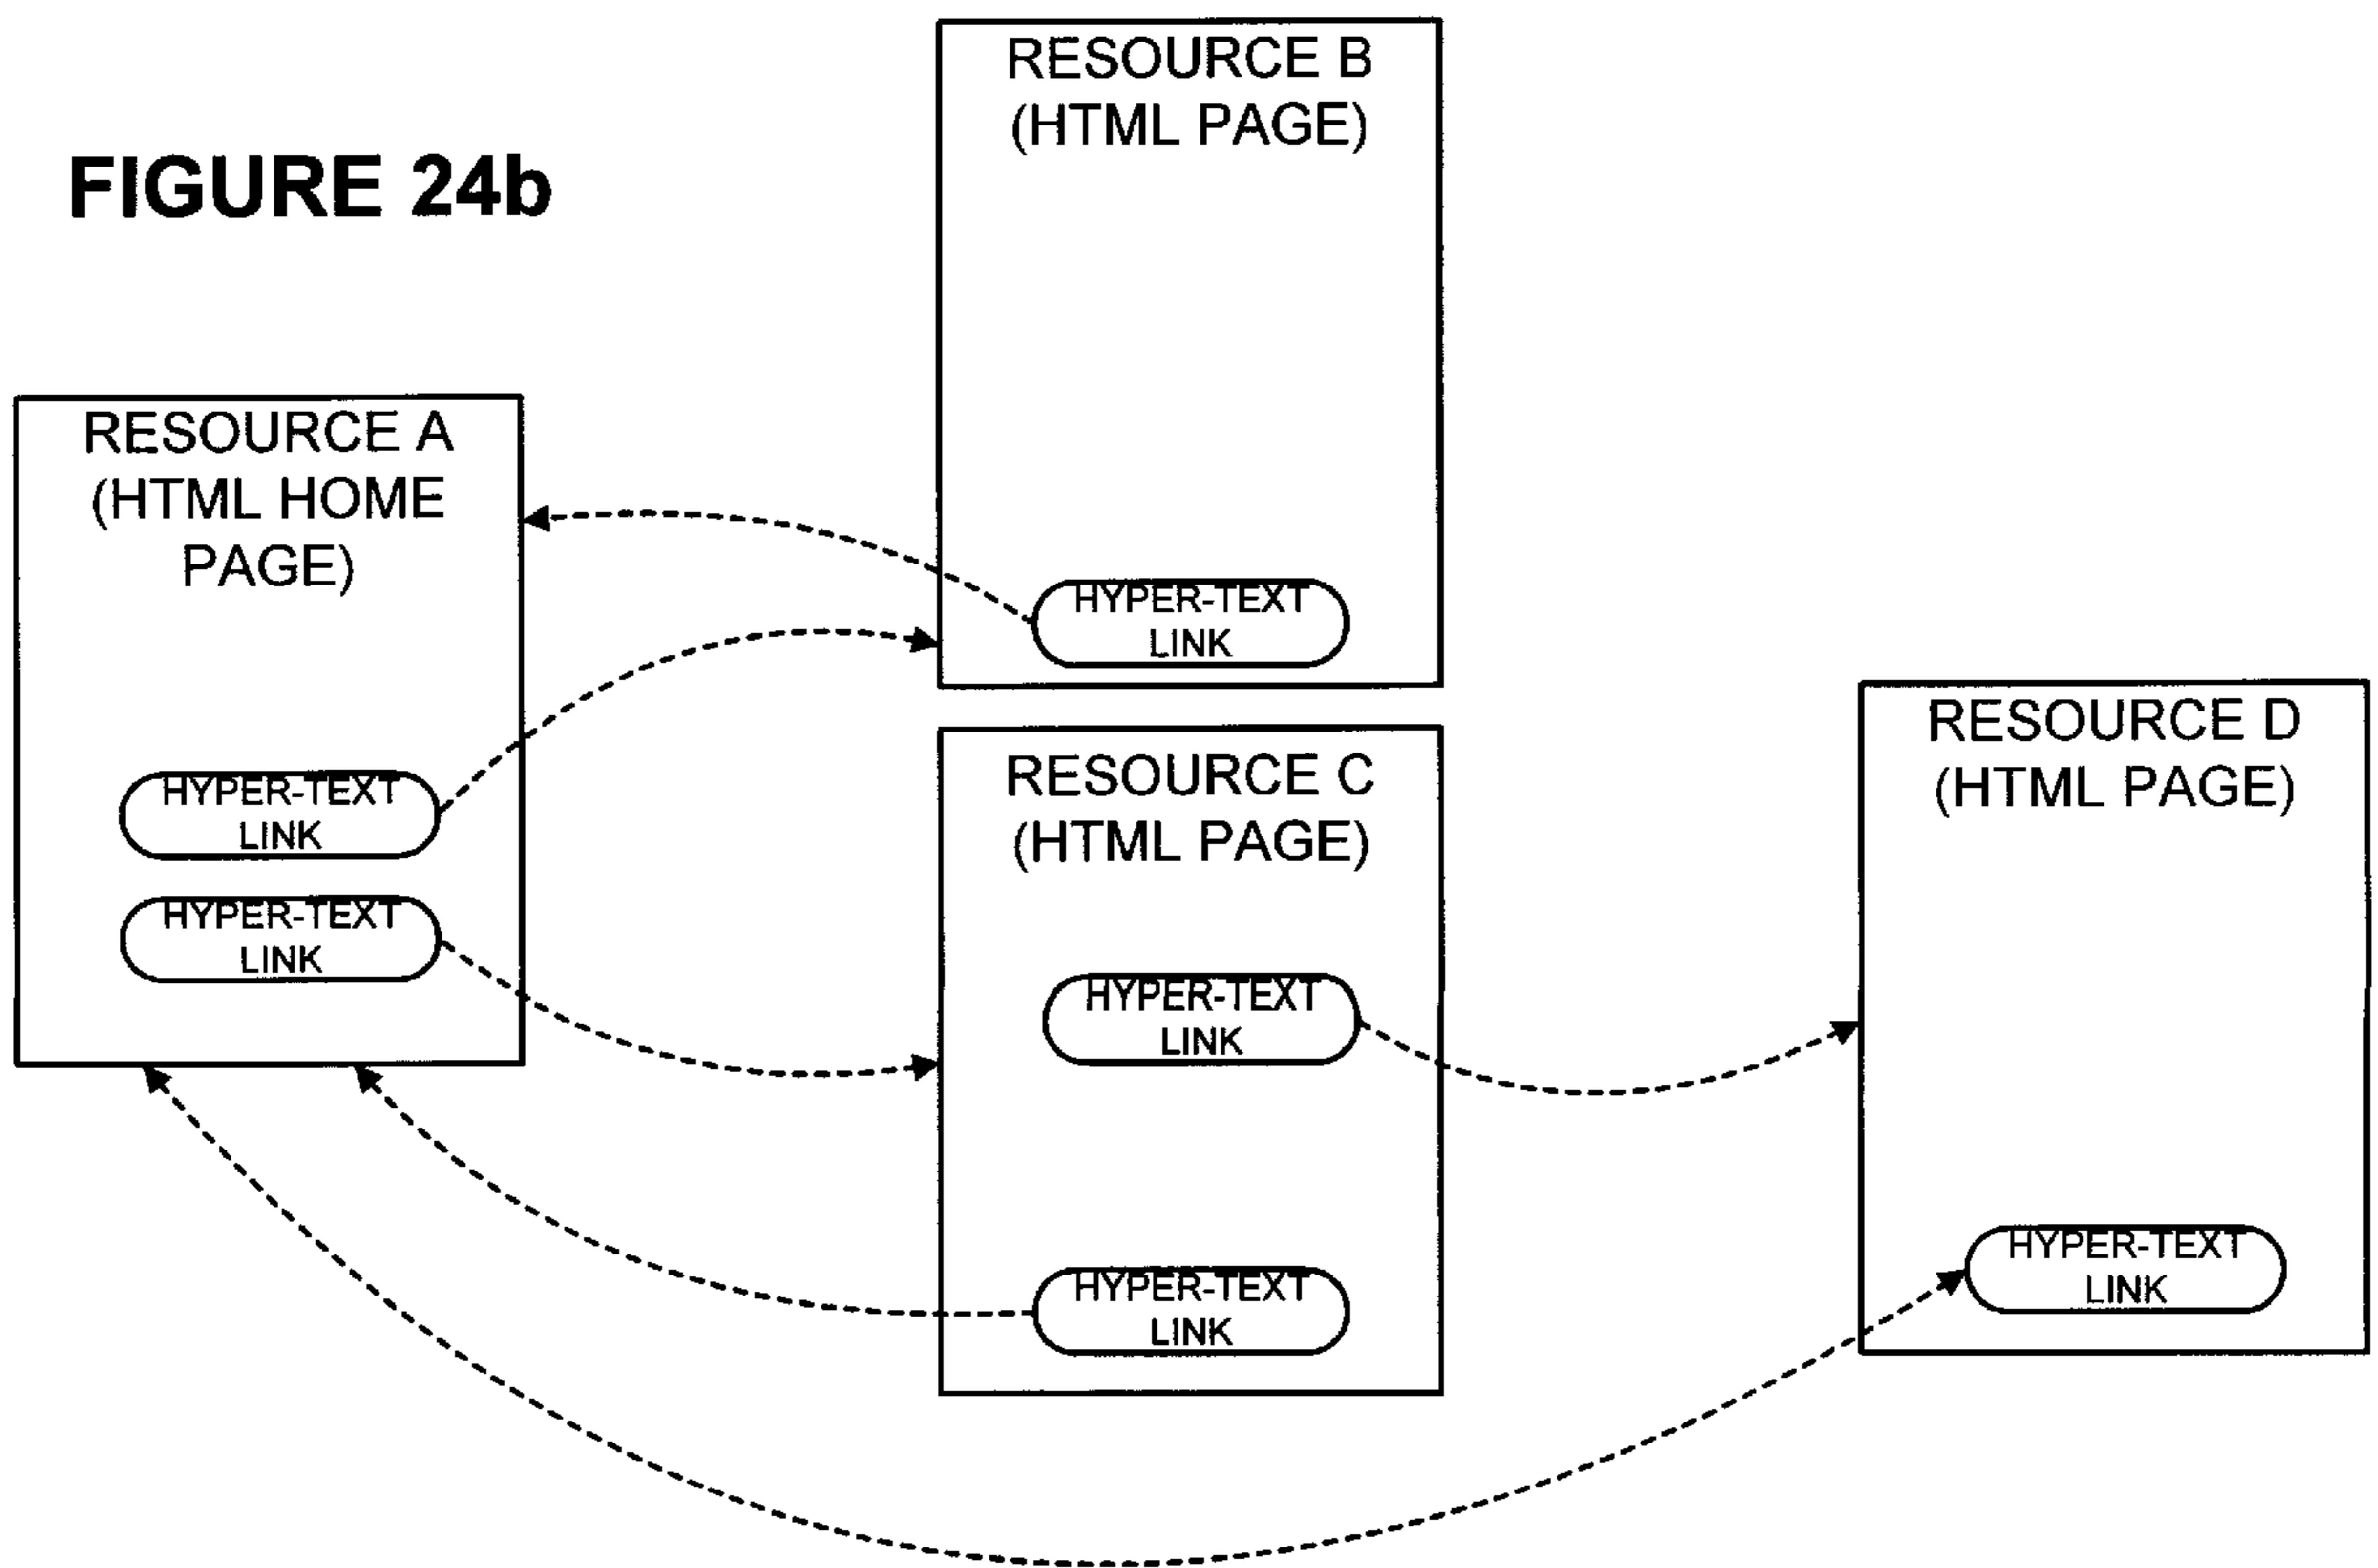 FIGURE 24b
RESOURCE B
(HTML PAGE)
HYPER-TEXT
LINK
RESOURCE A
(HTML HOME
PAGE)
HYPER-TEXT
LINK
HYPER-TEXT
LINK
RESOURCE C
(HTML PAGE)
HYPER-TEXT
LINK
HYPER-TEXT
LINK
RESOURCE D
(HTML PAGE)
HYPER-TEXT
LINK